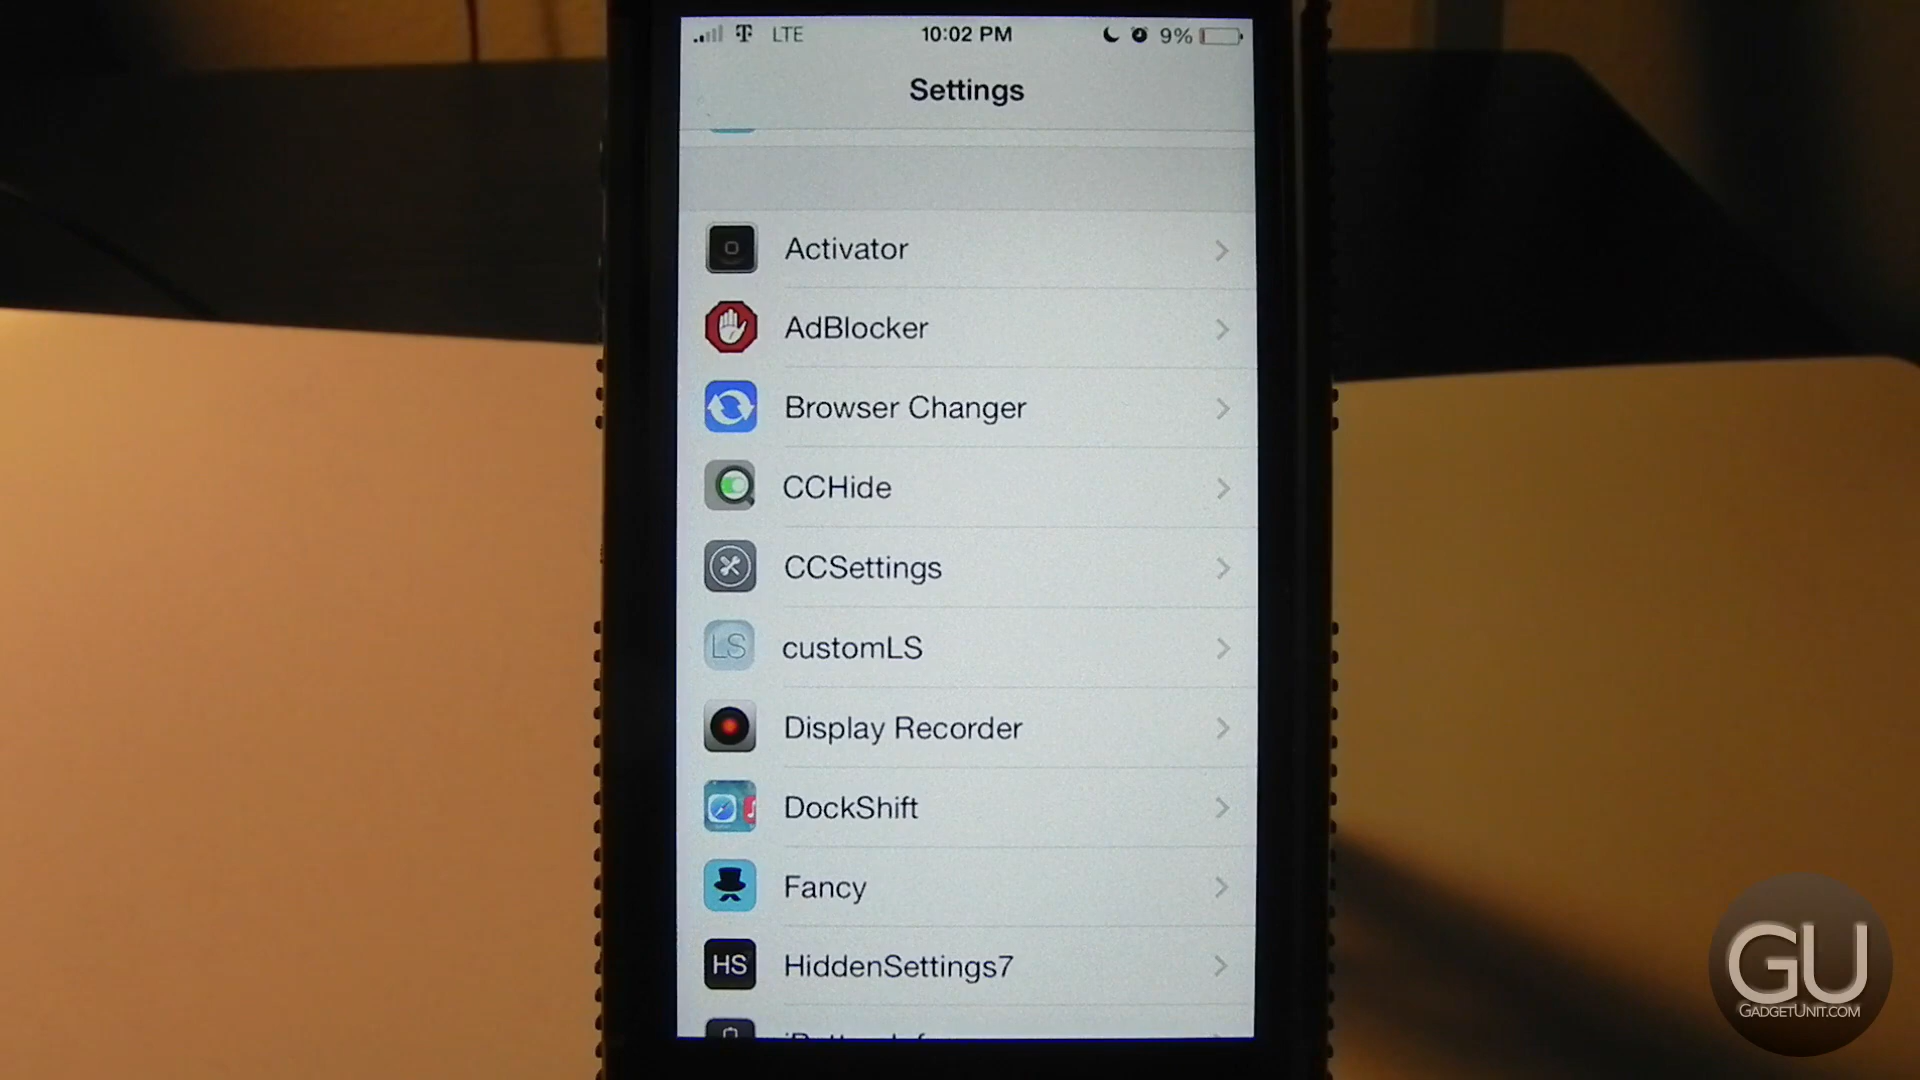 T LTE 10:02 PM 9%
Settings
Activator
AdBlocker
Browser Changer
CCHide
CCSettings
LS customLS
Display Recorder
DockShift
Fancy
HS HiddenSettings7
GU
GADGETUNIT.COM